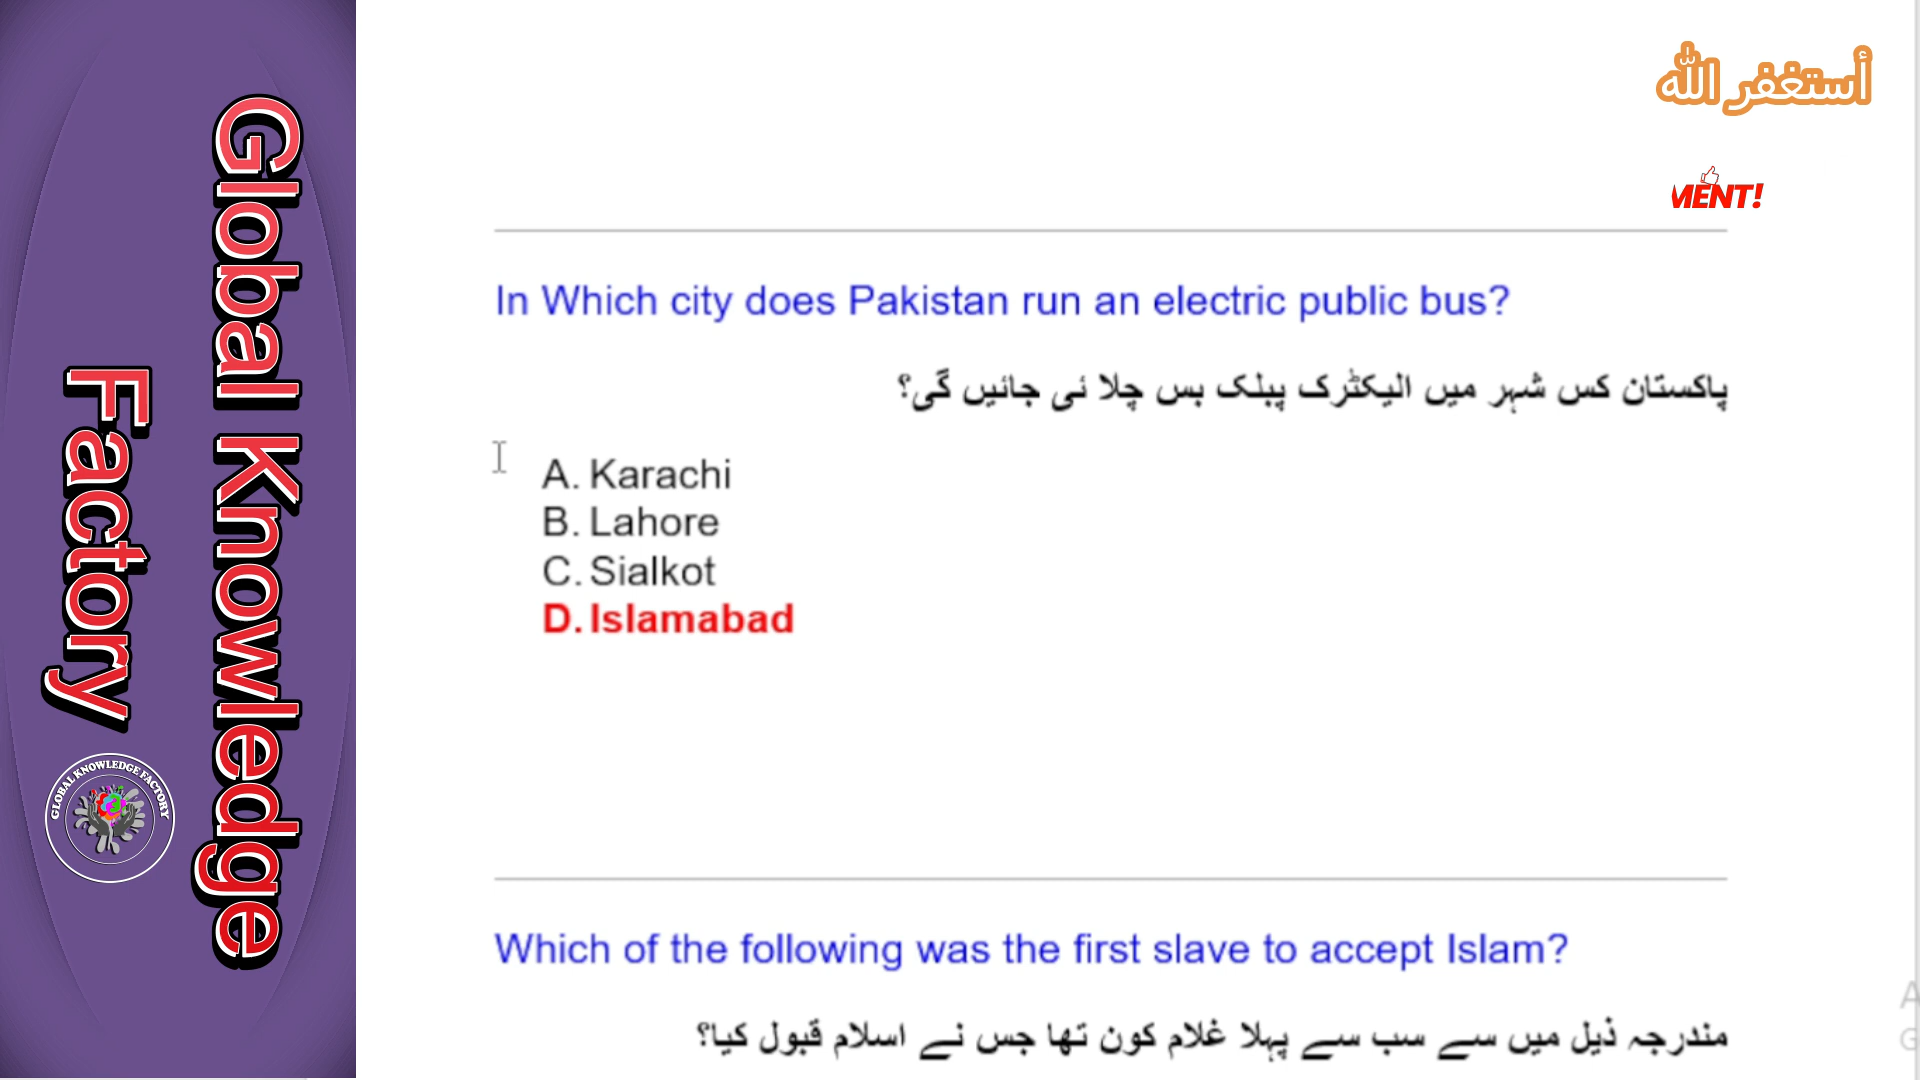 Global Knowledge
Factory
GLOBAL KNOWLEDGE FACTORY
أستغفر الله
MENT!
In Which city does Pakistan run an electric public bus?
پاکستان کس شہر میں الیکٹرک پبلک بس چلا ئی جائیں گی؟
A. Karachi
B. Lahore
C. Sialkot
D. Islamabad
Which of the following was the first slave to accept Islam?
مندرجہ ذیل میں سے سب سے پہلا غلام کون تھا جس نے اسلام قبول کیا؟
A
G